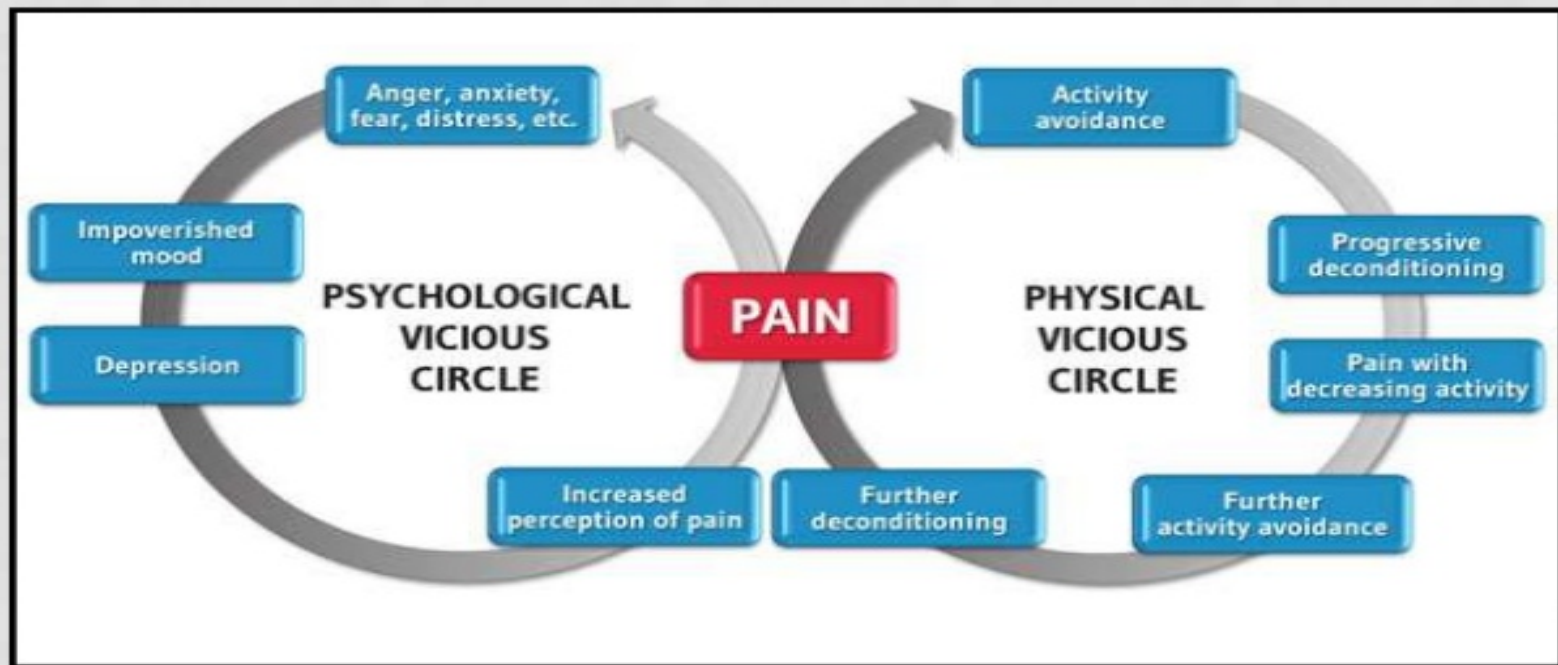 Anger, anxiety,
fear, distress, etc.
Impoverished
mood
Depression
Increased
perception of pain
PSYCHOLOGICAL
VICIOUS
CIRCLE
PAIN
Activity
avoidance
Progressive
deconditioning
Pain with
decreasing activity
Further
activity avoidance
Further
deconditioning
PHYSICAL
VICIOUS
CIRCLE